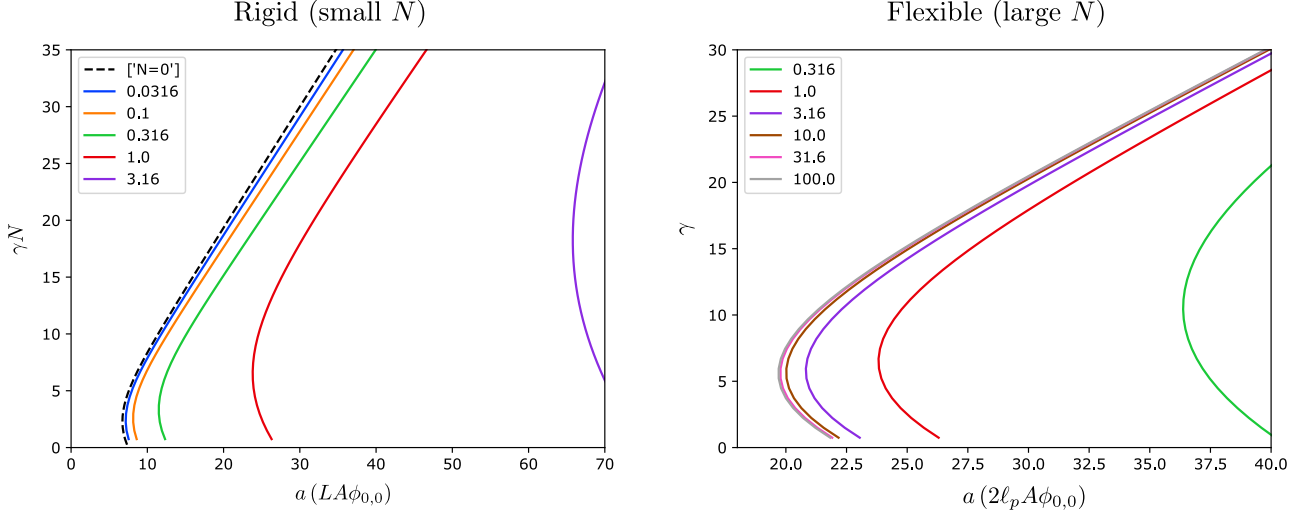 Rigid (small N)
35
30
25
20
15
10
5
0
γN
['N=0']
0.0316
0.1
0.316
1.0
3.16
0 10 20 30 40 50 60 70
a (LAϕ0,0)
Flexible (large N)
30
25
20
15
10
5
0
γ
0.316
1.0
3.16
10.0
31.6
100.0
20.0 22.5 25.0 27.5 30.0 32.5 35.0 37.5 40.0
a (2ℓpAϕ0,0)